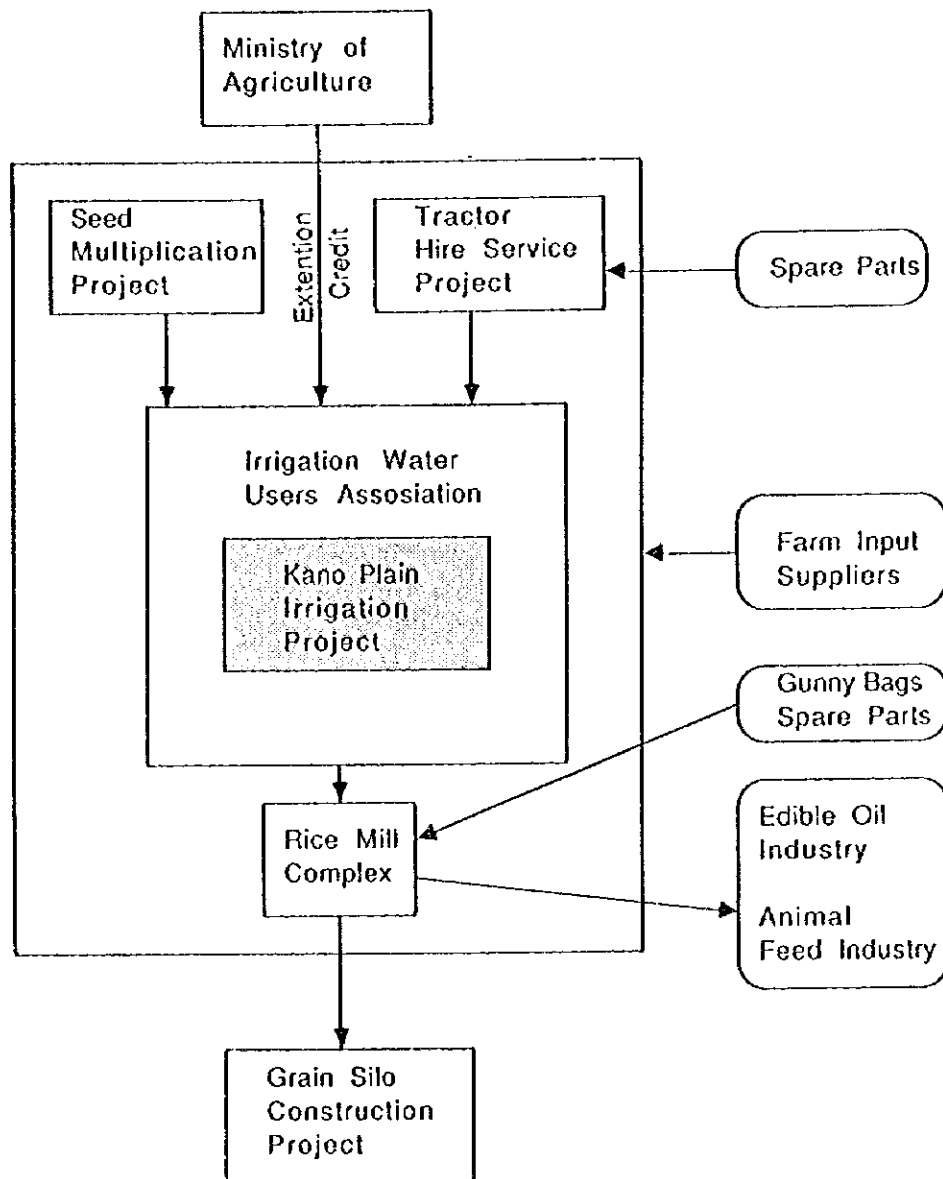 Ministry of
Agriculture
Seed
Multiplication
Project
Extention
Credit
Tractor
Hire Service
Project
Spare Parts
Irrigation Water
Users Assosiation
Kano Plain
Irrigation
Project
Farm Input
Suppliers
Gunny Bags
Spare Parts
Rice Mill
Complex
Edible Oil
Industry
Animal
Feed Industry
Grain Silo
Construction
Project